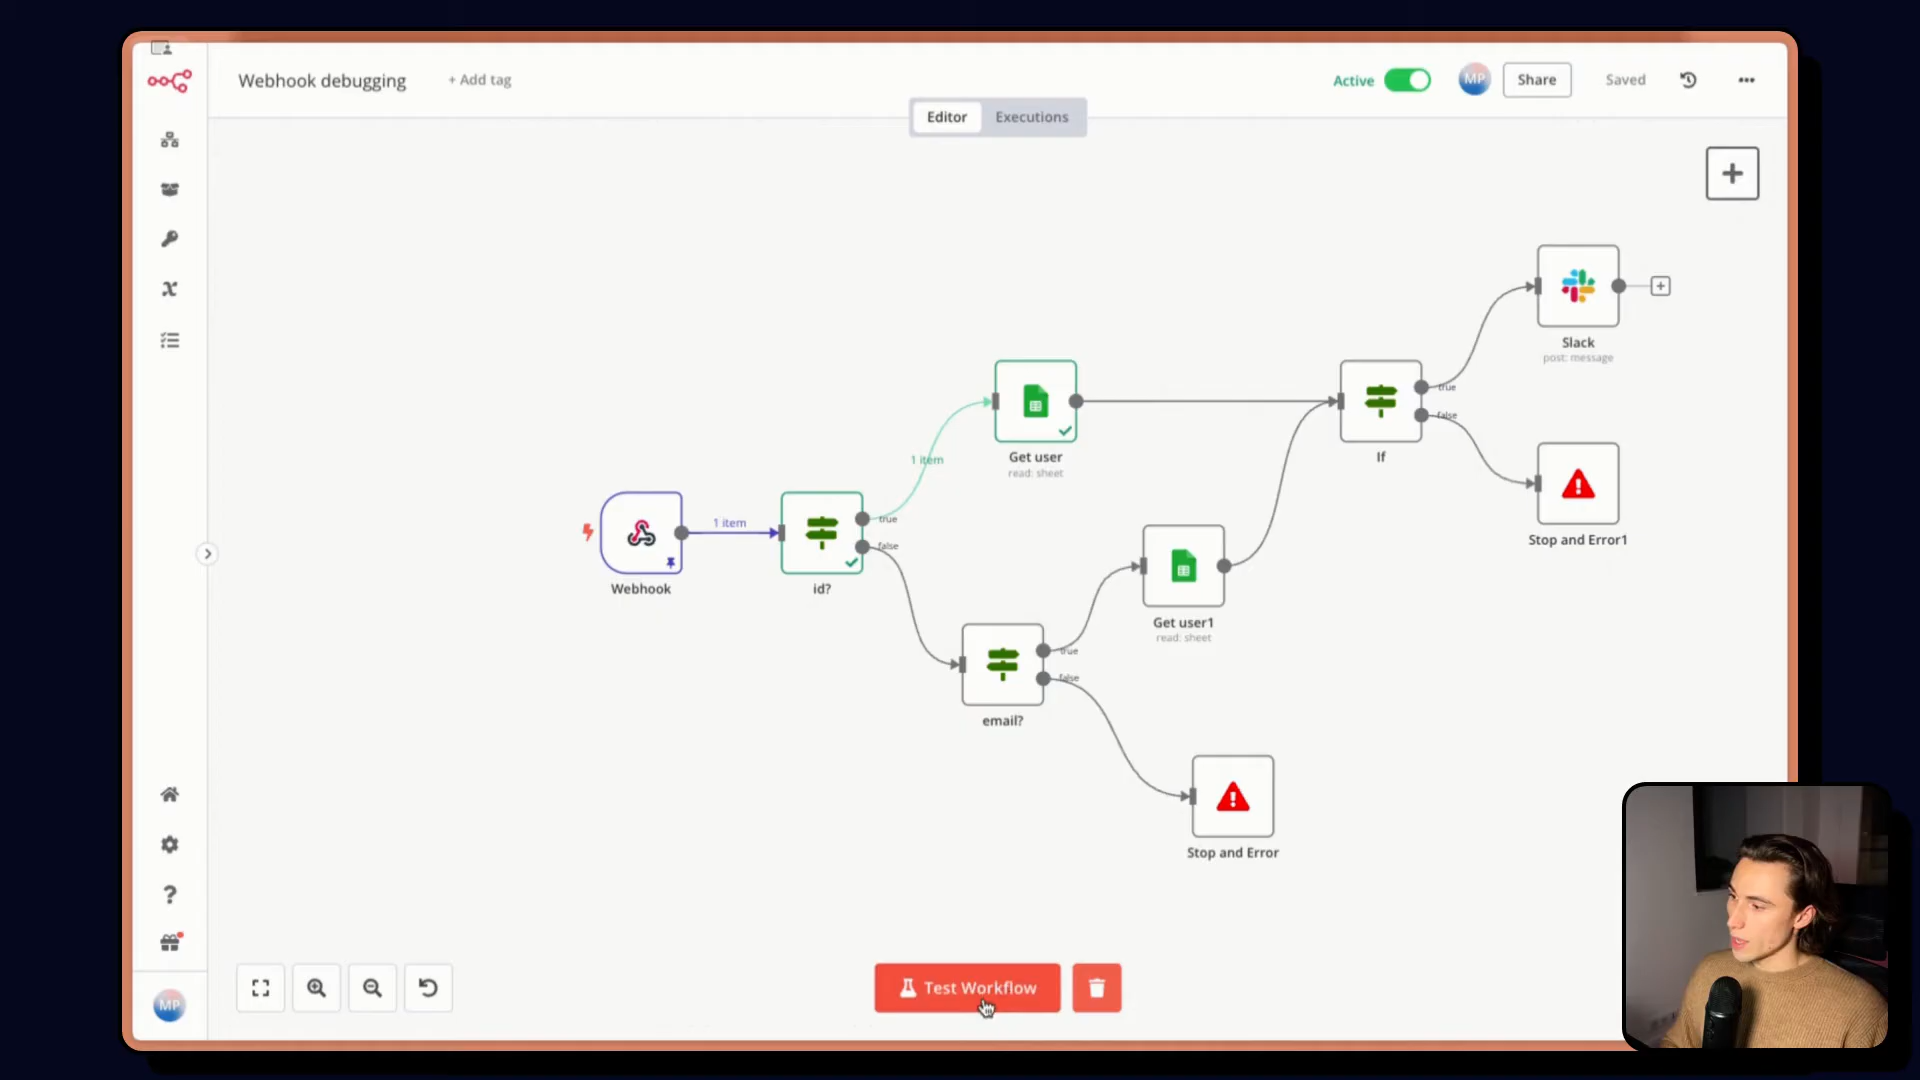 Webhook debugging
+ Add tag
Active
MP
Share
Saved
Editor
Executions
Slack
post: message
true
false
If
Stop and Error1
Get user
read: sheet
1 item
1 item
true
false
Webhook
id?
Get user1
read: sheet
true
false
email?
Stop and Error
Test Workflow
MP